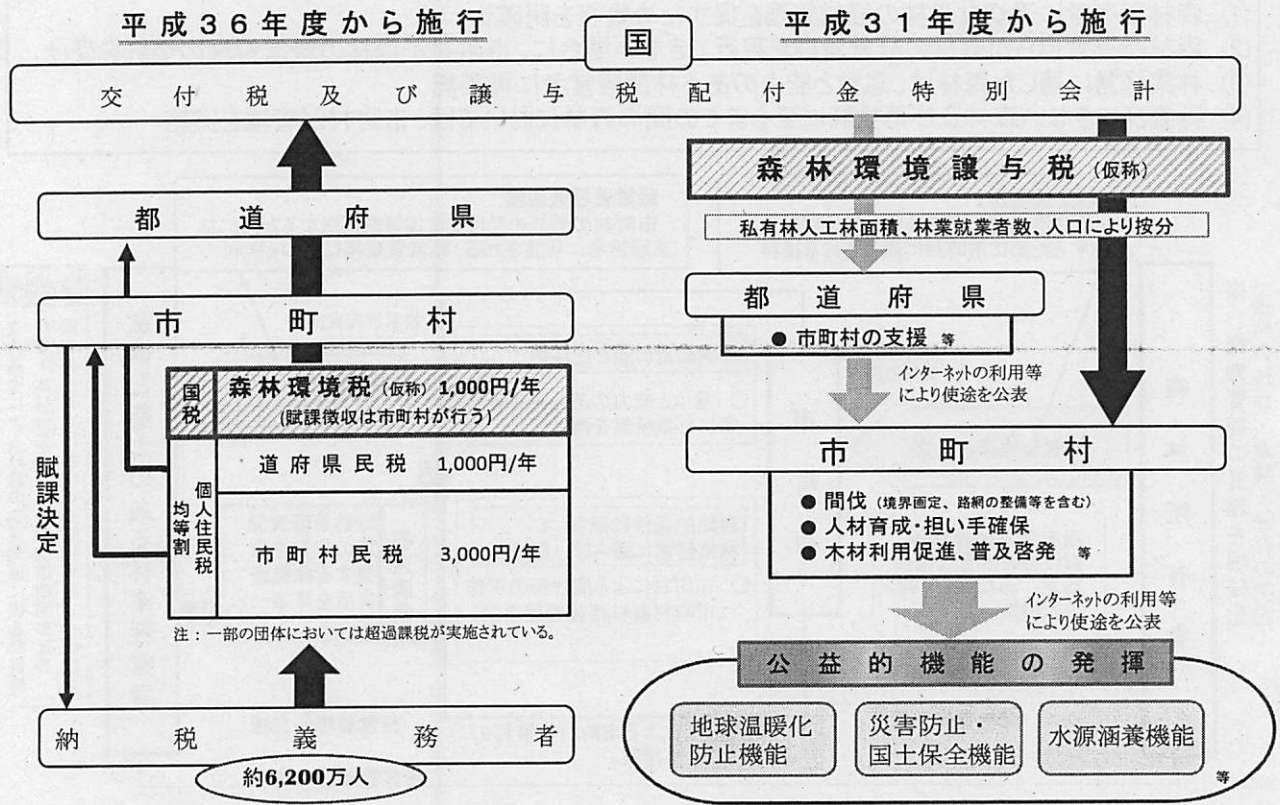 平成36年度から施行
国
平成31年度から施行
交付税及び譲与税配付金特別会計
都道府県
市町村
国税
森林環境税（仮称）1,000円/年
（賦課徴収は市町村が行う）
個人住民税
均等割
道府県民税 1,000円/年
市町村民税 3,000円/年
注：一部の団体においては超過課税が実施されている。
賦課決定
納税義務者
約6,200万人
森林環境譲与税（仮称）
私有林人工林面積、林業就業者数、人口により按分
都道府県
● 市町村の支援 等
インターネットの利用等
により使途を公表
市町村
● 間伐（境界画定、路網の整備等を含む）
● 人材育成・担い手確保
● 木材利用促進、普及啓発 等
インターネットの利用等
により使途を公表
公益的機能の発揮
地球温暖化
防止機能
災害防止・
国土保全機能
水源涵養機能
等